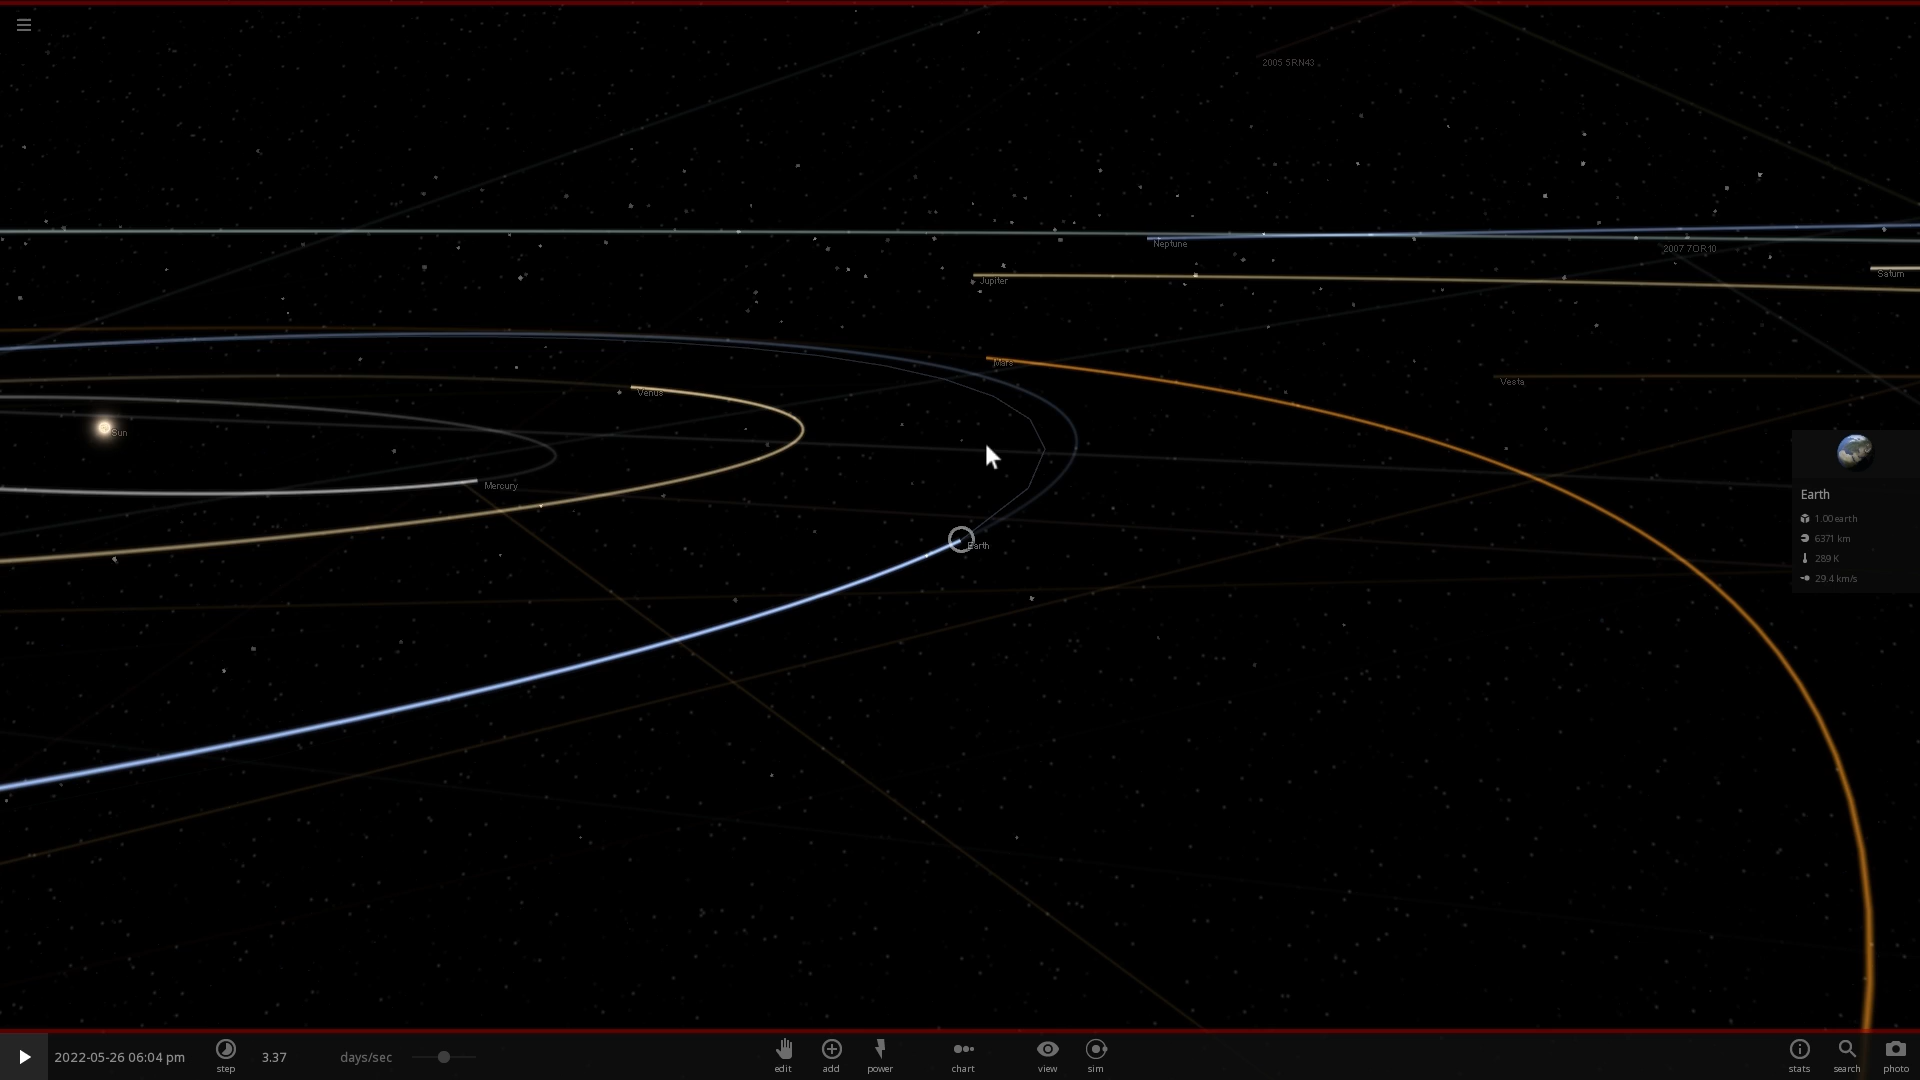 2005 5RN43
Neptune
2007 7OR10
Saturn
Jupiter
Mars
Vesta
Venus
Sun
Mercury
Earth
Earth
1.00 earth
6371 km
289 K
29.4 km/s
2022-05-26 06:04 pm
step
3.37
days/sec
edit
add
power
chart
view
sim
stats
search
photo